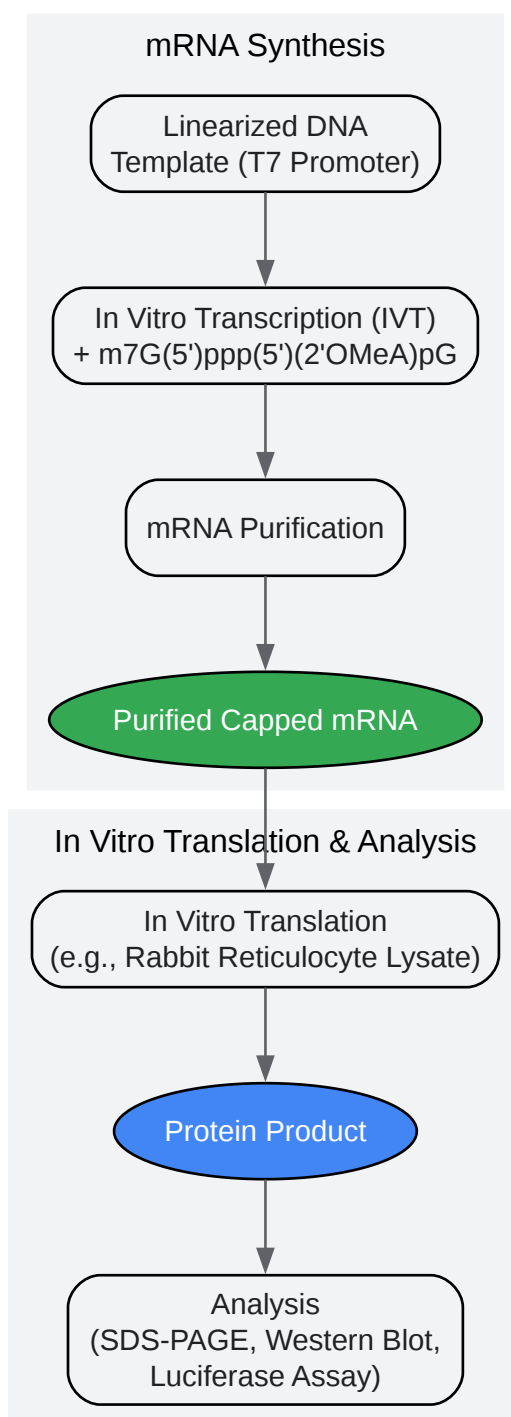 mRNA Synthesis
Linearized DNA
Template (T7 Promoter)
In Vitro Transcription (IVT)
+ m7G(5')ppp(5')(2'OMeA)pG
mRNA Purification
Purified Capped mRNA
In Vitro Translation & Analysis
In Vitro Translation
(e.g., Rabbit Reticulocyte Lysate)
Protein Product
Analysis
(SDS-PAGE, Western Blot,
Luciferase Assay)